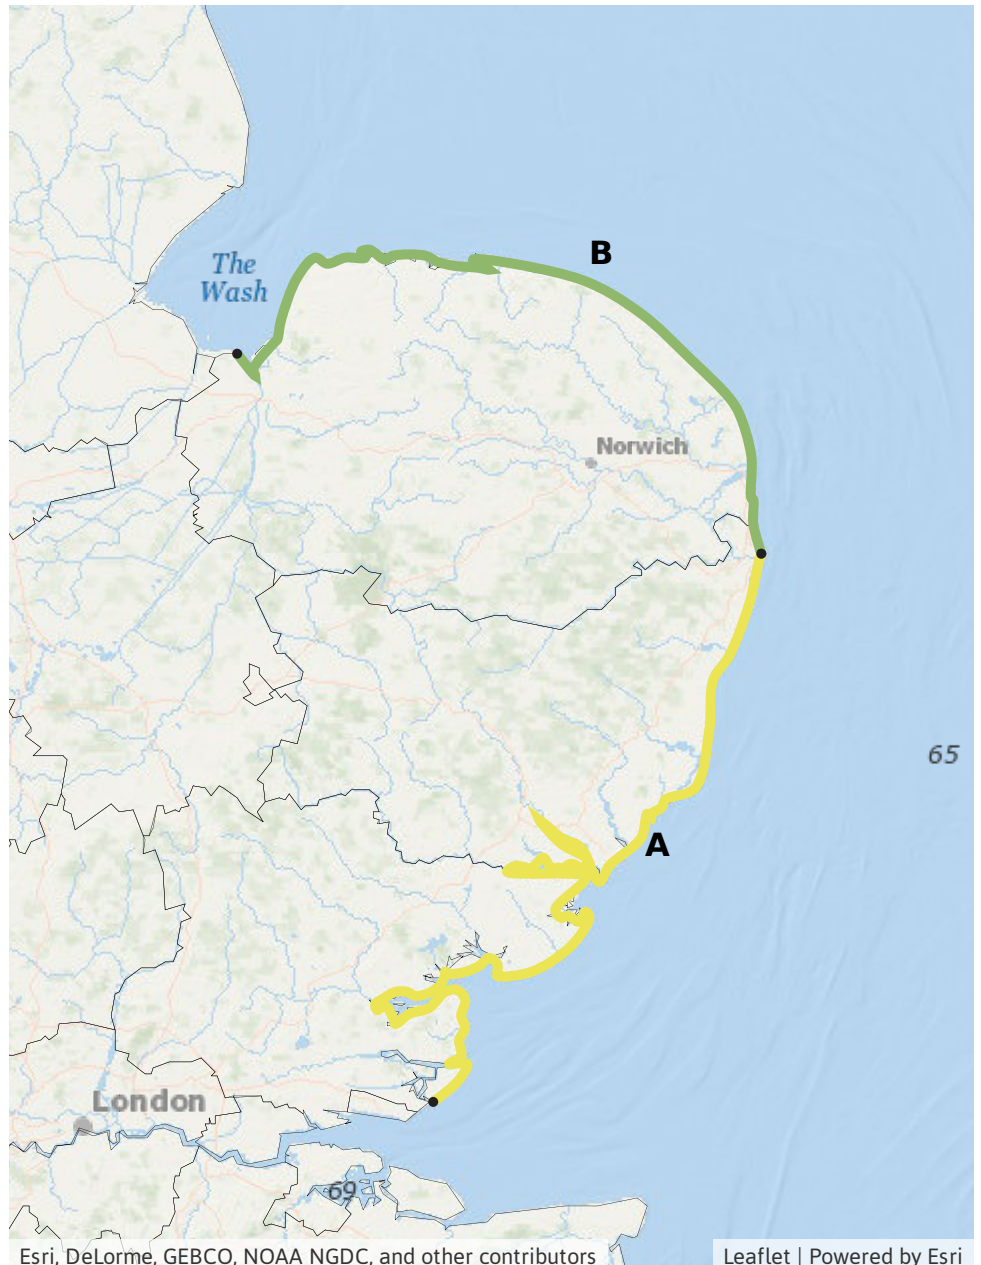 B
The
Wash
Norwich
65
A
London
69
Esri, DeLorme, GEBCO, NOAA NGDC, and other contributors
Leaflet | Powered by Esri